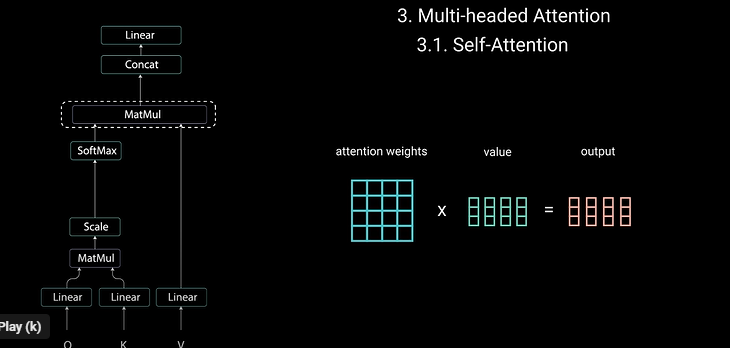 3. Multi-headed Attention
3.1. Self-Attention
Linear
Concat
MatMul
SoftMax
Scale
MatMul
Linear Linear Linear
Q K V
Play (k)
attention weights value output
x =